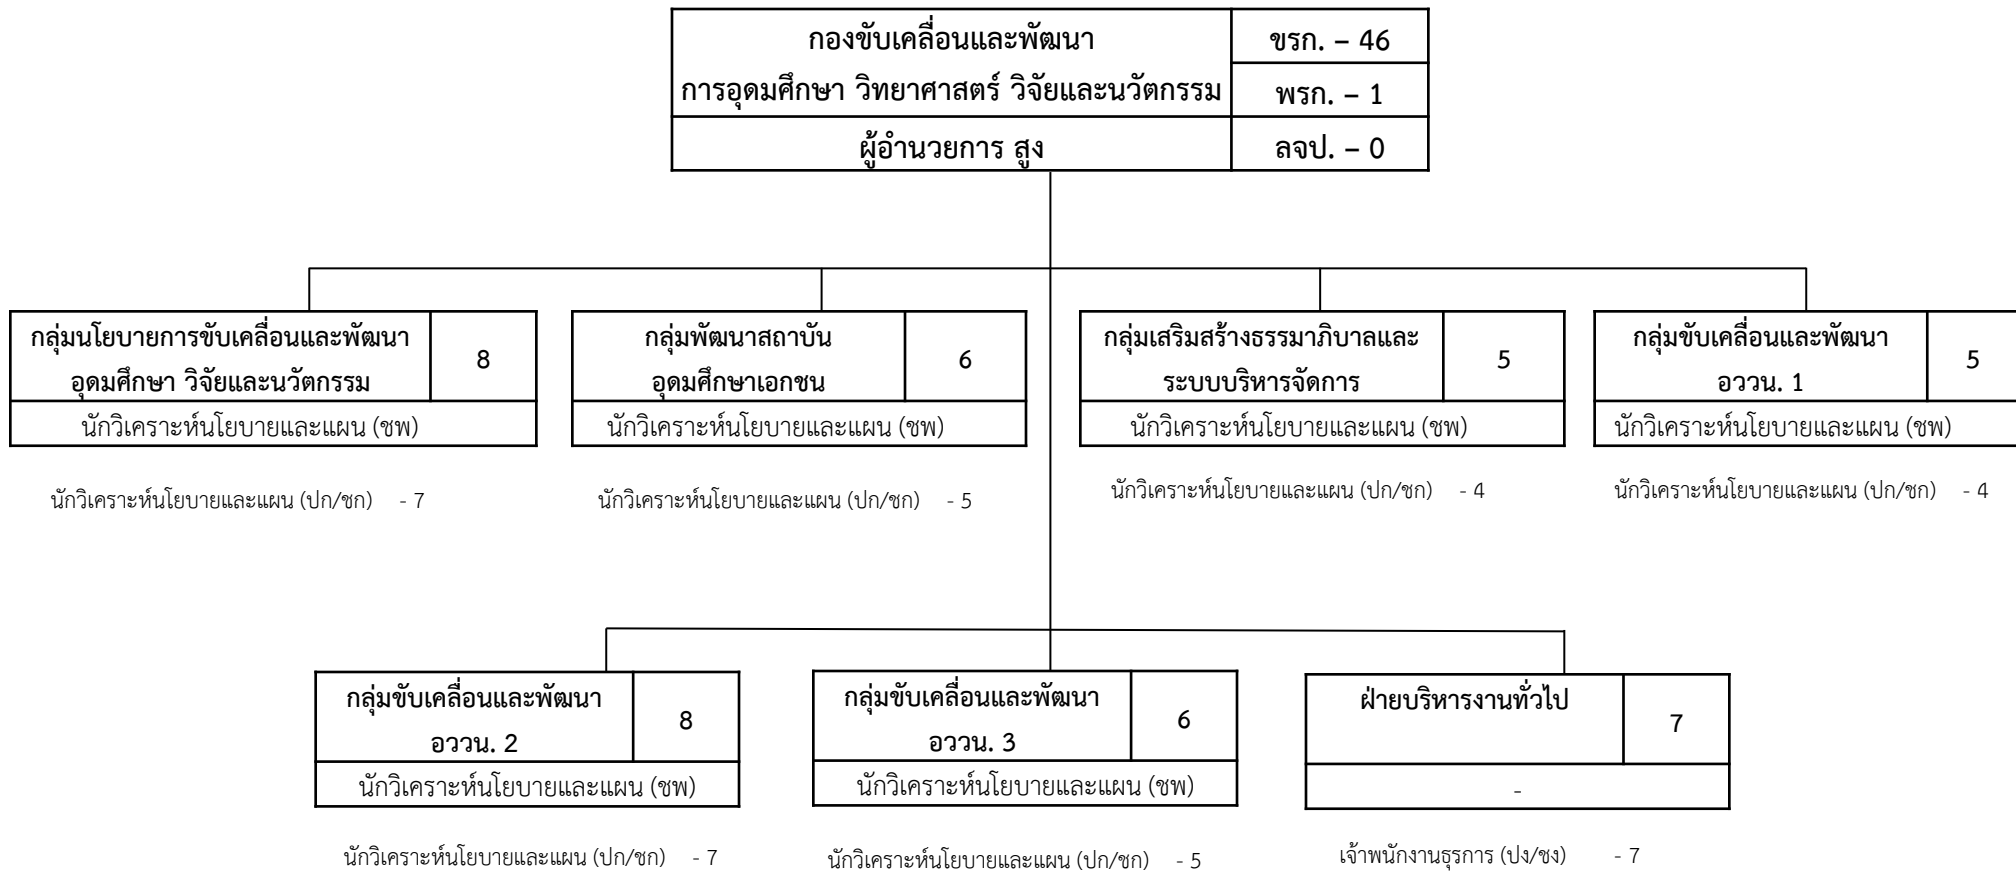 กองขับเคลื่อนและพัฒนา
การอุดมศึกษา วิทยาศาสตร์ วิจัยและนวัตกรรม
ขรก. – 46
พรก. – 1
ผู้อำนวยการ สูง
ลจป. – 0
กลุ่มนโยบายการขับเคลื่อนและพัฒนา
อุดมศึกษา วิจัยและนวัตกรรม
8
นักวิเคราะห์นโยบายและแผน (ชพ)
นักวิเคราะห์นโยบายและแผน (ปก/ชก) - 7
กลุ่มพัฒนาสถาบัน
อุดมศึกษาเอกชน
6
นักวิเคราะห์นโยบายและแผน (ชพ)
นักวิเคราะห์นโยบายและแผน (ปก/ชก) - 5
กลุ่มเสริมสร้างธรรมาภิบาลและ
ระบบบริหารจัดการ
5
นักวิเคราะห์นโยบายและแผน (ชพ)
นักวิเคราะห์นโยบายและแผน (ปก/ชก) - 4
กลุ่มขับเคลื่อนและพัฒนา
อววน. 1
5
นักวิเคราะห์นโยบายและแผน (ชพ)
นักวิเคราะห์นโยบายและแผน (ปก/ชก) - 4
กลุ่มขับเคลื่อนและพัฒนา
อววน. 2
8
นักวิเคราะห์นโยบายและแผน (ชพ)
นักวิเคราะห์นโยบายและแผน (ปก/ชก) - 7
กลุ่มขับเคลื่อนและพัฒนา
อววน. 3
6
นักวิเคราะห์นโยบายและแผน (ชพ)
นักวิเคราะห์นโยบายและแผน (ปก/ชก) - 5
ฝ่ายบริหารงานทั่วไป
7
-
เจ้าพนักงานธุรการ (ปง/ชง) - 7